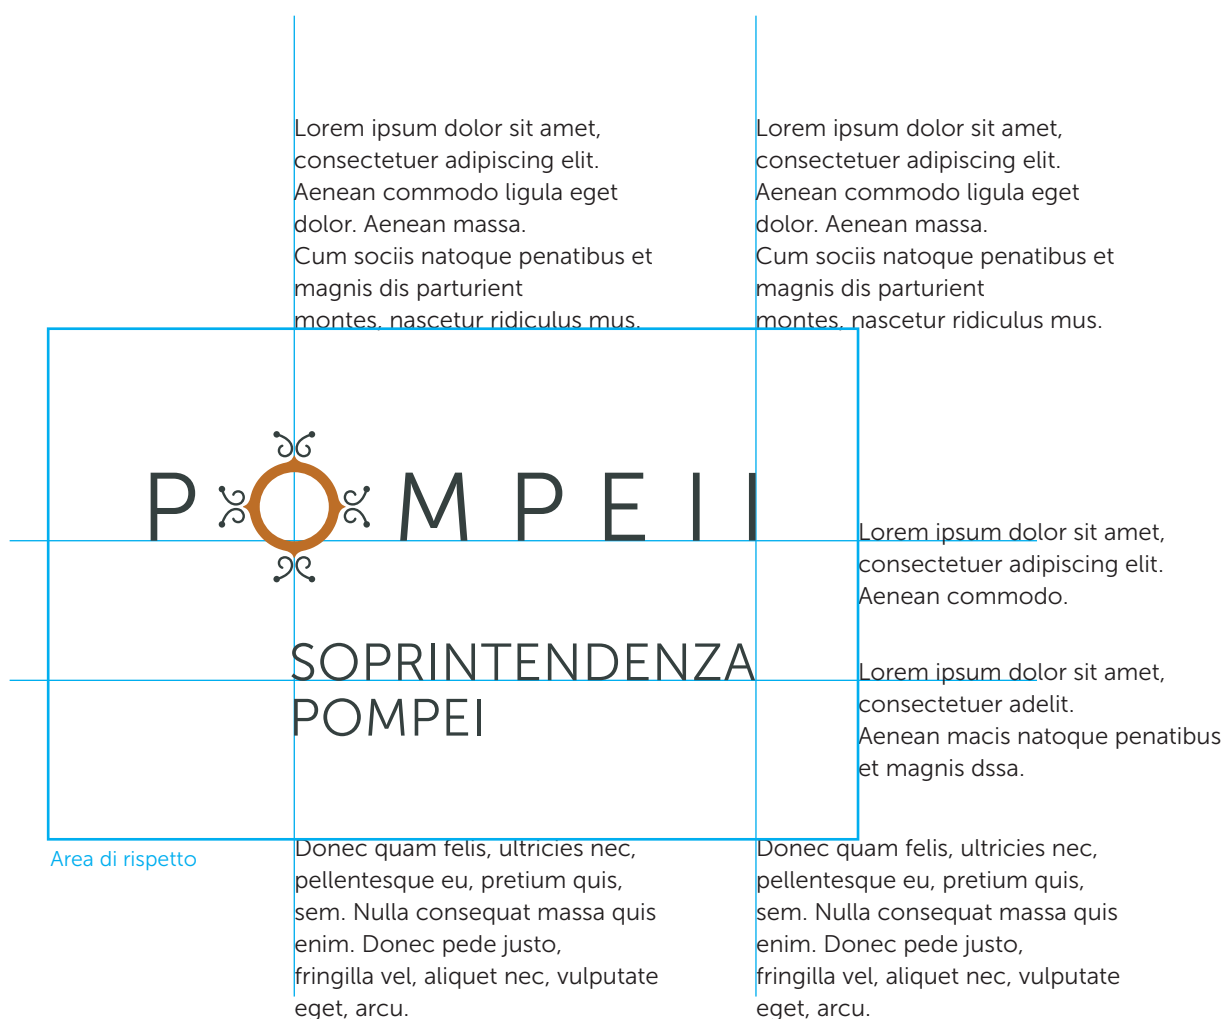 Lorem ipsum dolor sit amet,
consectetuer adipiscing elit.
Aenean commodo ligula eget
dolor. Aenean massa.
Cum sociis natoque penatibus et
magnis dis parturient
montes, nascetur ridiculus mus.
Lorem ipsum dolor sit amet,
consectetuer adipiscing elit.
Aenean commodo ligula eget
dolor. Aenean massa.
Cum sociis natoque penatibus et
magnis dis parturient
montes, nascetur ridiculus mus.
POMPEII
SOPRINTENDENZA
POMPEI
Lorem ipsum dolor sit amet,
consectetuer adipiscing elit.
Aenean commodo.
Lorem ipsum dolor sit amet,
consectetuer adelit.
Aenean macis natoque penatibus
et magnis dssa.
Area di rispetto
Donec quam felis, ultricies nec,
pellentesque eu, pretium quis,
sem. Nulla consequat massa quis
enim. Donec pede justo,
fringilla vel, aliquet nec, vulputate
eget, arcu.
Donec quam felis, ultricies nec,
pellentesque eu, pretium quis,
sem. Nulla consequat massa quis
enim. Donec pede justo,
fringilla vel, aliquet nec, vulputate
eget, arcu.